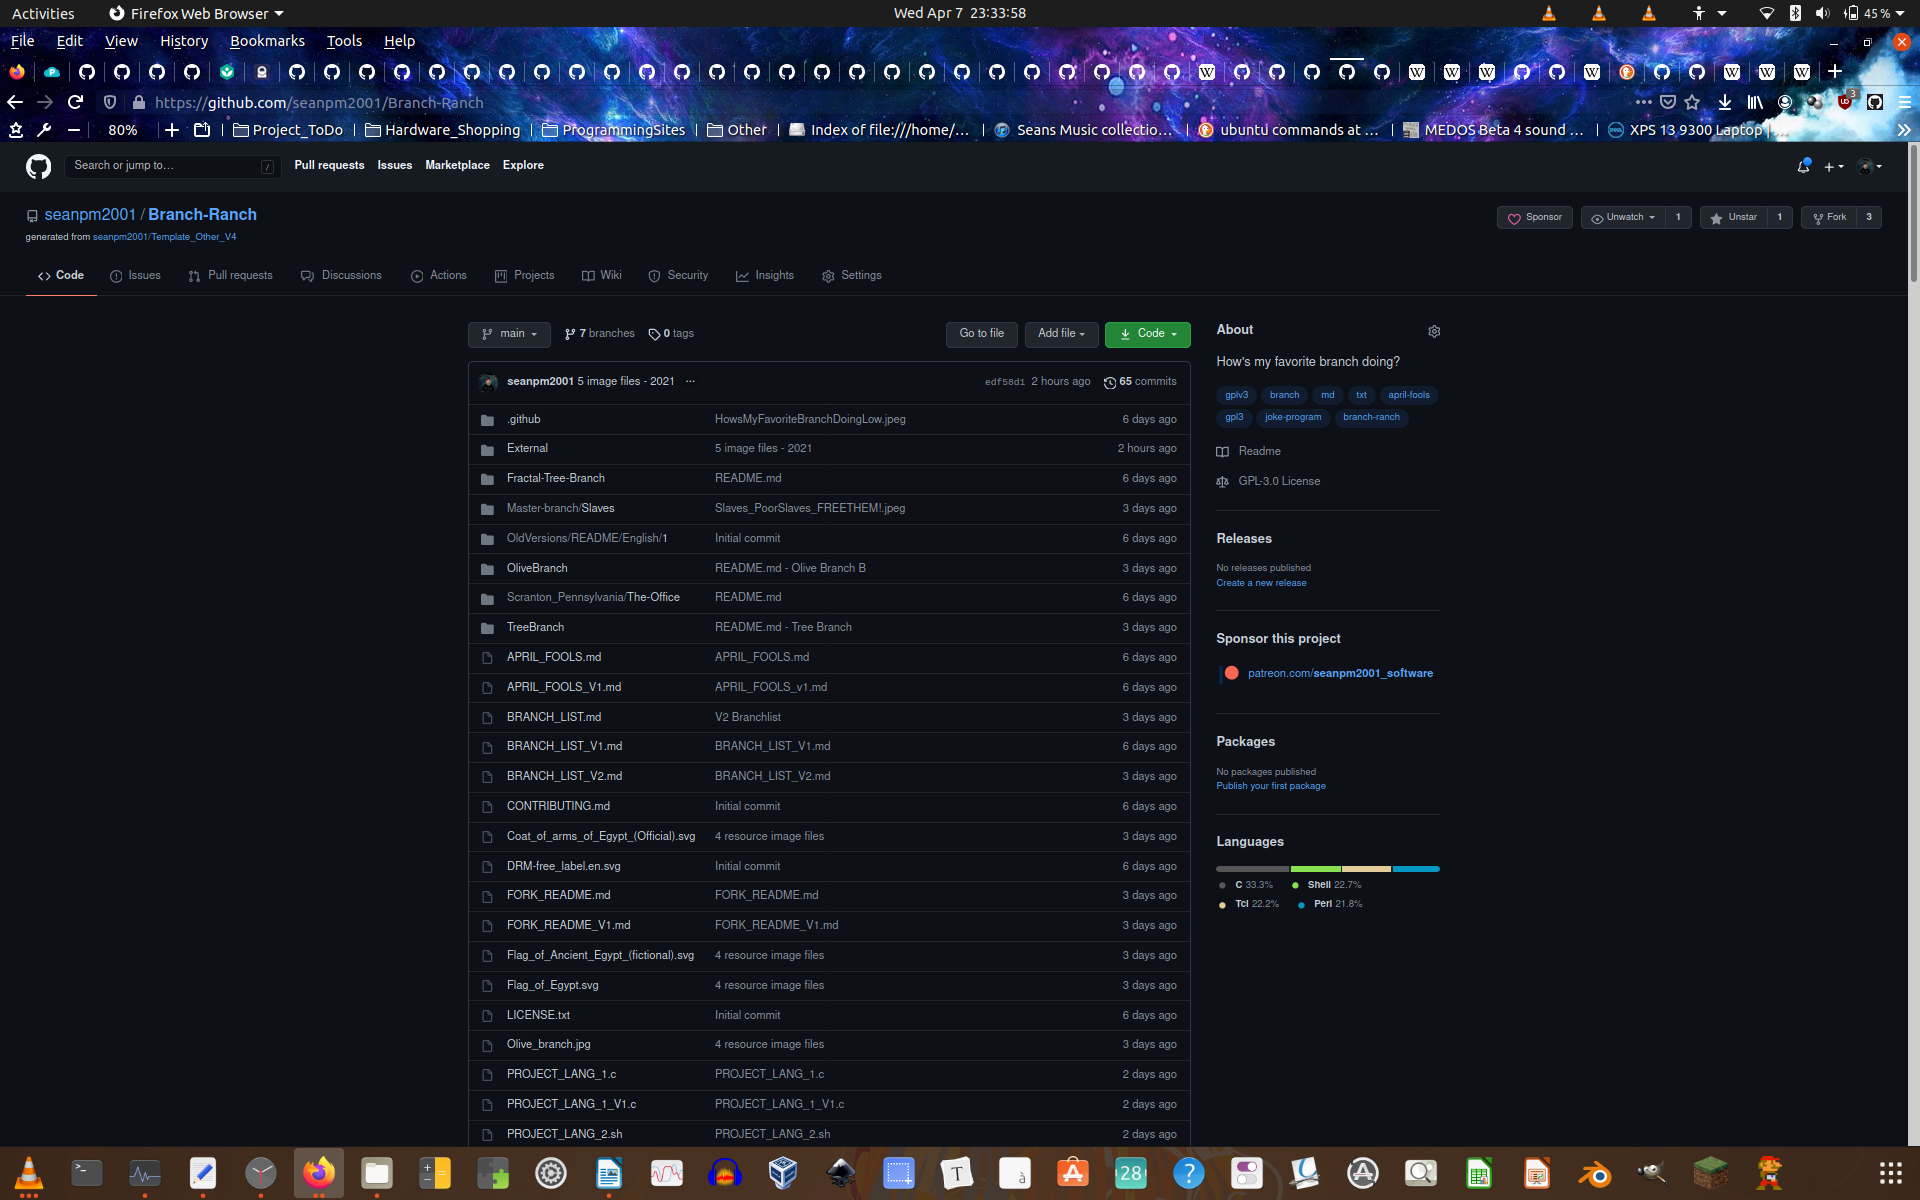 Activities
Firefox Web Browser
Wed Apr 7 23:33:58
45 %
File Edit View History Bookmarks Tools Help
https://github.com/seanpm2001/Branch-Ranch
3
80%
Project_ToDo
Hardware_Shopping
ProgrammingSites
Other
Index of file:///home/…
Seans Music collectio…
ubuntu commands at …
MEDOS Beta 4 sound …
XPS 13 9300 Laptop | …
Search or jump to…
/
Pull requests Issues Marketplace Explore
seanpm2001 / Branch-Ranch
Sponsor
Unwatch 1
Unstar 1
Fork 3
generated from seanpm2001/Template_Other_V4
Code Issues Pull requests Discussions Actions Projects Wiki Security Insights Settings
main 7 branches 0 tags
Go to file Add file Code
seanpm2001 5 image files - 2021 ... edf58d1 2 hours ago 65 commits
.github HowsMyFavoriteBranchDoingLow.jpeg 6 days ago
External 5 image files - 2021 2 hours ago
Fractal-Tree-Branch README.md 6 days ago
Master-branch/Slaves Slaves_PoorSlaves_FREETHEM!.jpeg 3 days ago
OldVersions/README/English/1 Initial commit 6 days ago
OliveBranch README.md - Olive Branch B 3 days ago
Scranton_Pennsylvania/The-Office README.md 6 days ago
TreeBranch README.md - Tree Branch 3 days ago
APRIL_FOOLS.md APRIL_FOOLS.md 6 days ago
APRIL_FOOLS_V1.md APRIL_FOOLS_v1.md 6 days ago
BRANCH_LIST.md V2 Branchlist 3 days ago
BRANCH_LIST_V1.md BRANCH_LIST_V1.md 6 days ago
BRANCH_LIST_V2.md BRANCH_LIST_V2.md 3 days ago
CONTRIBUTING.md Initial commit 6 days ago
Coat_of_arms_of_Egypt_(Official).svg 4 resource image files 3 days ago
DRM-free_label.en.svg Initial commit 6 days ago
FORK_README.md FORK_README.md 3 days ago
FORK_README_V1.md FORK_README_V1.md 3 days ago
Flag_of_Ancient_Egypt_(fictional).svg 4 resource image files 3 days ago
Flag_of_Egypt.svg 4 resource image files 3 days ago
LICENSE.txt Initial commit 6 days ago
Olive_branch.jpg 4 resource image files 3 days ago
PROJECT_LANG_1.c PROJECT_LANG_1.c 2 days ago
PROJECT_LANG_1_V1.c PROJECT_LANG_1_V1.c 2 days ago
PROJECT_LANG_2.sh PROJECT_LANG_2.sh 2 days ago
About
How's my favorite branch doing?
gplv3 branch md txt april-fools
gpl3 joke-program branch-ranch
Readme
GPL-3.0 License
Releases
No releases published
Create a new release
Sponsor this project
patreon.com/seanpm2001_software
Packages
No packages published
Publish your first package
Languages
C 33.3% Shell 22.7%
Tcl 22.2% Perl 21.8%